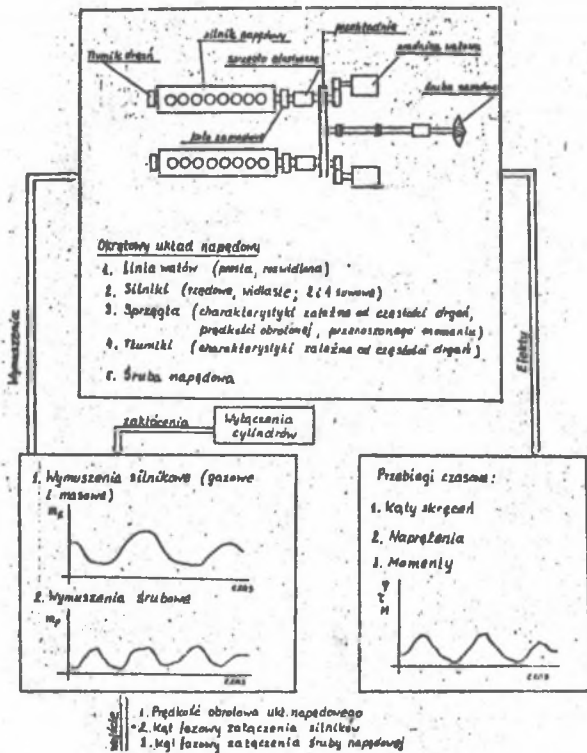 Tłumik drgań
silnik napędowy
sprzęgło elastyczne
przekładnia
prądnica wałowa
śruba napędowa
koło zamachowe
Okrętowy układ napędowy
1. Linia wałów (prosta, rozwidlona)
2. Silniki (rzędowe, widlaste; 2 i 4 suwowe)
3 Sprzęgła (charakterystyki zależne od częstości drgań,
prędkości obrotowej, przenoszonego momentu)
4. Tłumiki (charakterystyki zależne od częstości drgań)
5. Śruba napędowa
Wymuszenia
Efekty
zakłócenia
Wyłączenia
cylindrów
1. Wymuszenia silnikowe (gazowe
i masowe)
czas
2. Wymuszenia śrubowe
czas
Przebiegi czasowe:
1. Kąty skręceń
2. Naprężenia
3. Momenty
Ψ
τ
M
czas
1. Prędkość obrotowa ukł. napędowego
2. Kąt fazowy załączenia silników
3. Kąt fazowy załączenia śruby napędowej